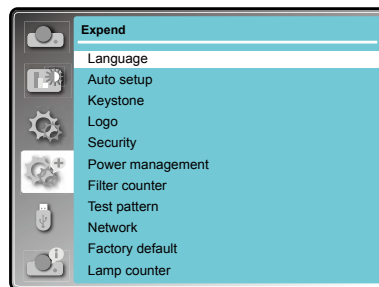 Expend
Language
Auto setup
Keystone
Logo
Security
Power management
Filter counter
Test pattern
Network
Factory default
Lamp counter